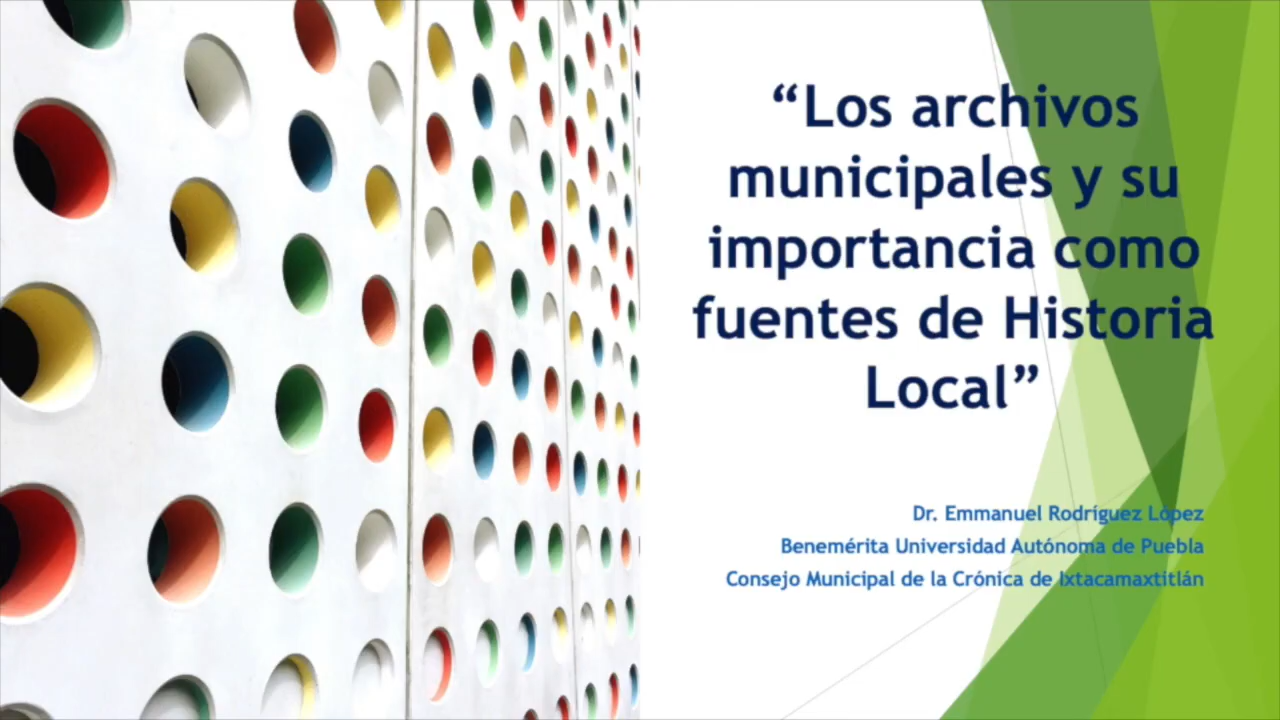 “Los archivos
municipales y su
importancia como
fuentes de Historia
Local”
Dr. Emmanuel Rodríguez López
Benemérita Universidad Autónoma de Puebla
Consejo Municipal de la Crónica de Ixtacamaxtitlán